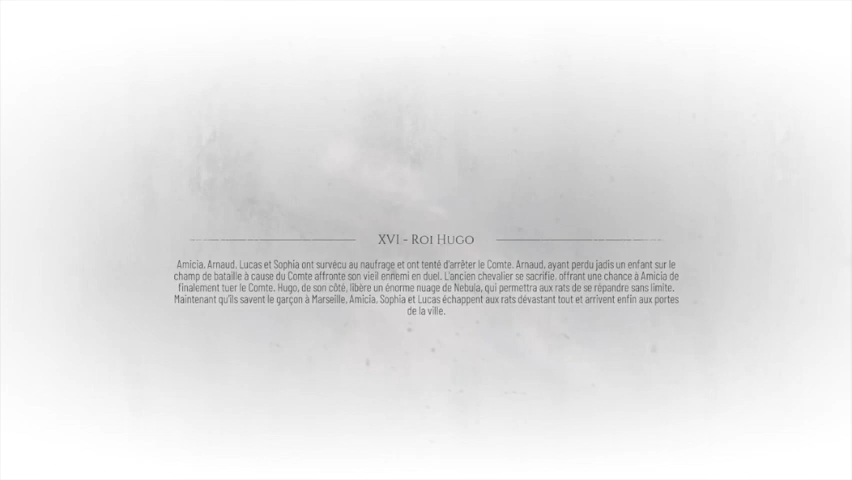 XVI - Roi Hugo
Amicia, Arnaud, Lucas et Sophia ont survécu au naufrage et ont tenté d'arrêter le Comte. Arnaud, ayant perdu jadis un enfant sur le
champ de bataille à cause du Comte affronte son vieil ennemi en duel. L'ancien chevalier se sacrifie, offrant une chance à Amicia de
finalement tuer le Comte. Hugo, de son côté, libère un énorme nuage de Nebula, qui permettra aux rats de se répandre sans limite.
Maintenant qu'ils savent le garçon à Marseille, Amicia, Sophia et Lucas échappent aux rats dévastant tout et arrivent enfin aux portes
de la ville.